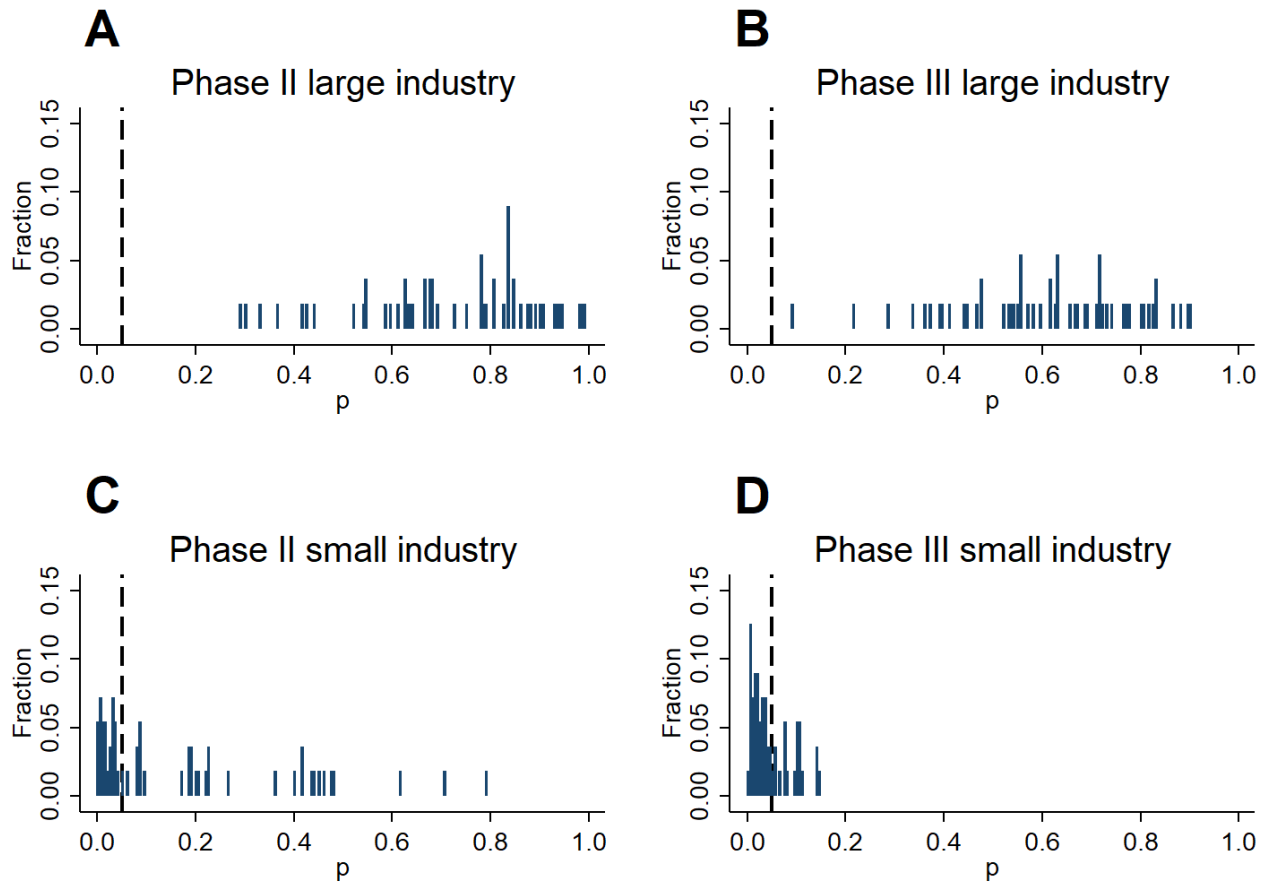 A
Phase II large industry
Fraction
0.15
0.10
0.05
0.00
0.0 0.2 0.4 0.6 0.8 1.0
p
B
Phase III large industry
Fraction
0.15
0.10
0.05
0.00
0.0 0.2 0.4 0.6 0.8 1.0
p
C
Phase II small industry
Fraction
0.15
0.10
0.05
0.00
0.0 0.2 0.4 0.6 0.8 1.0
p
D
Phase III small industry
Fraction
0.15
0.10
0.05
0.00
0.0 0.2 0.4 0.6 0.8 1.0
p